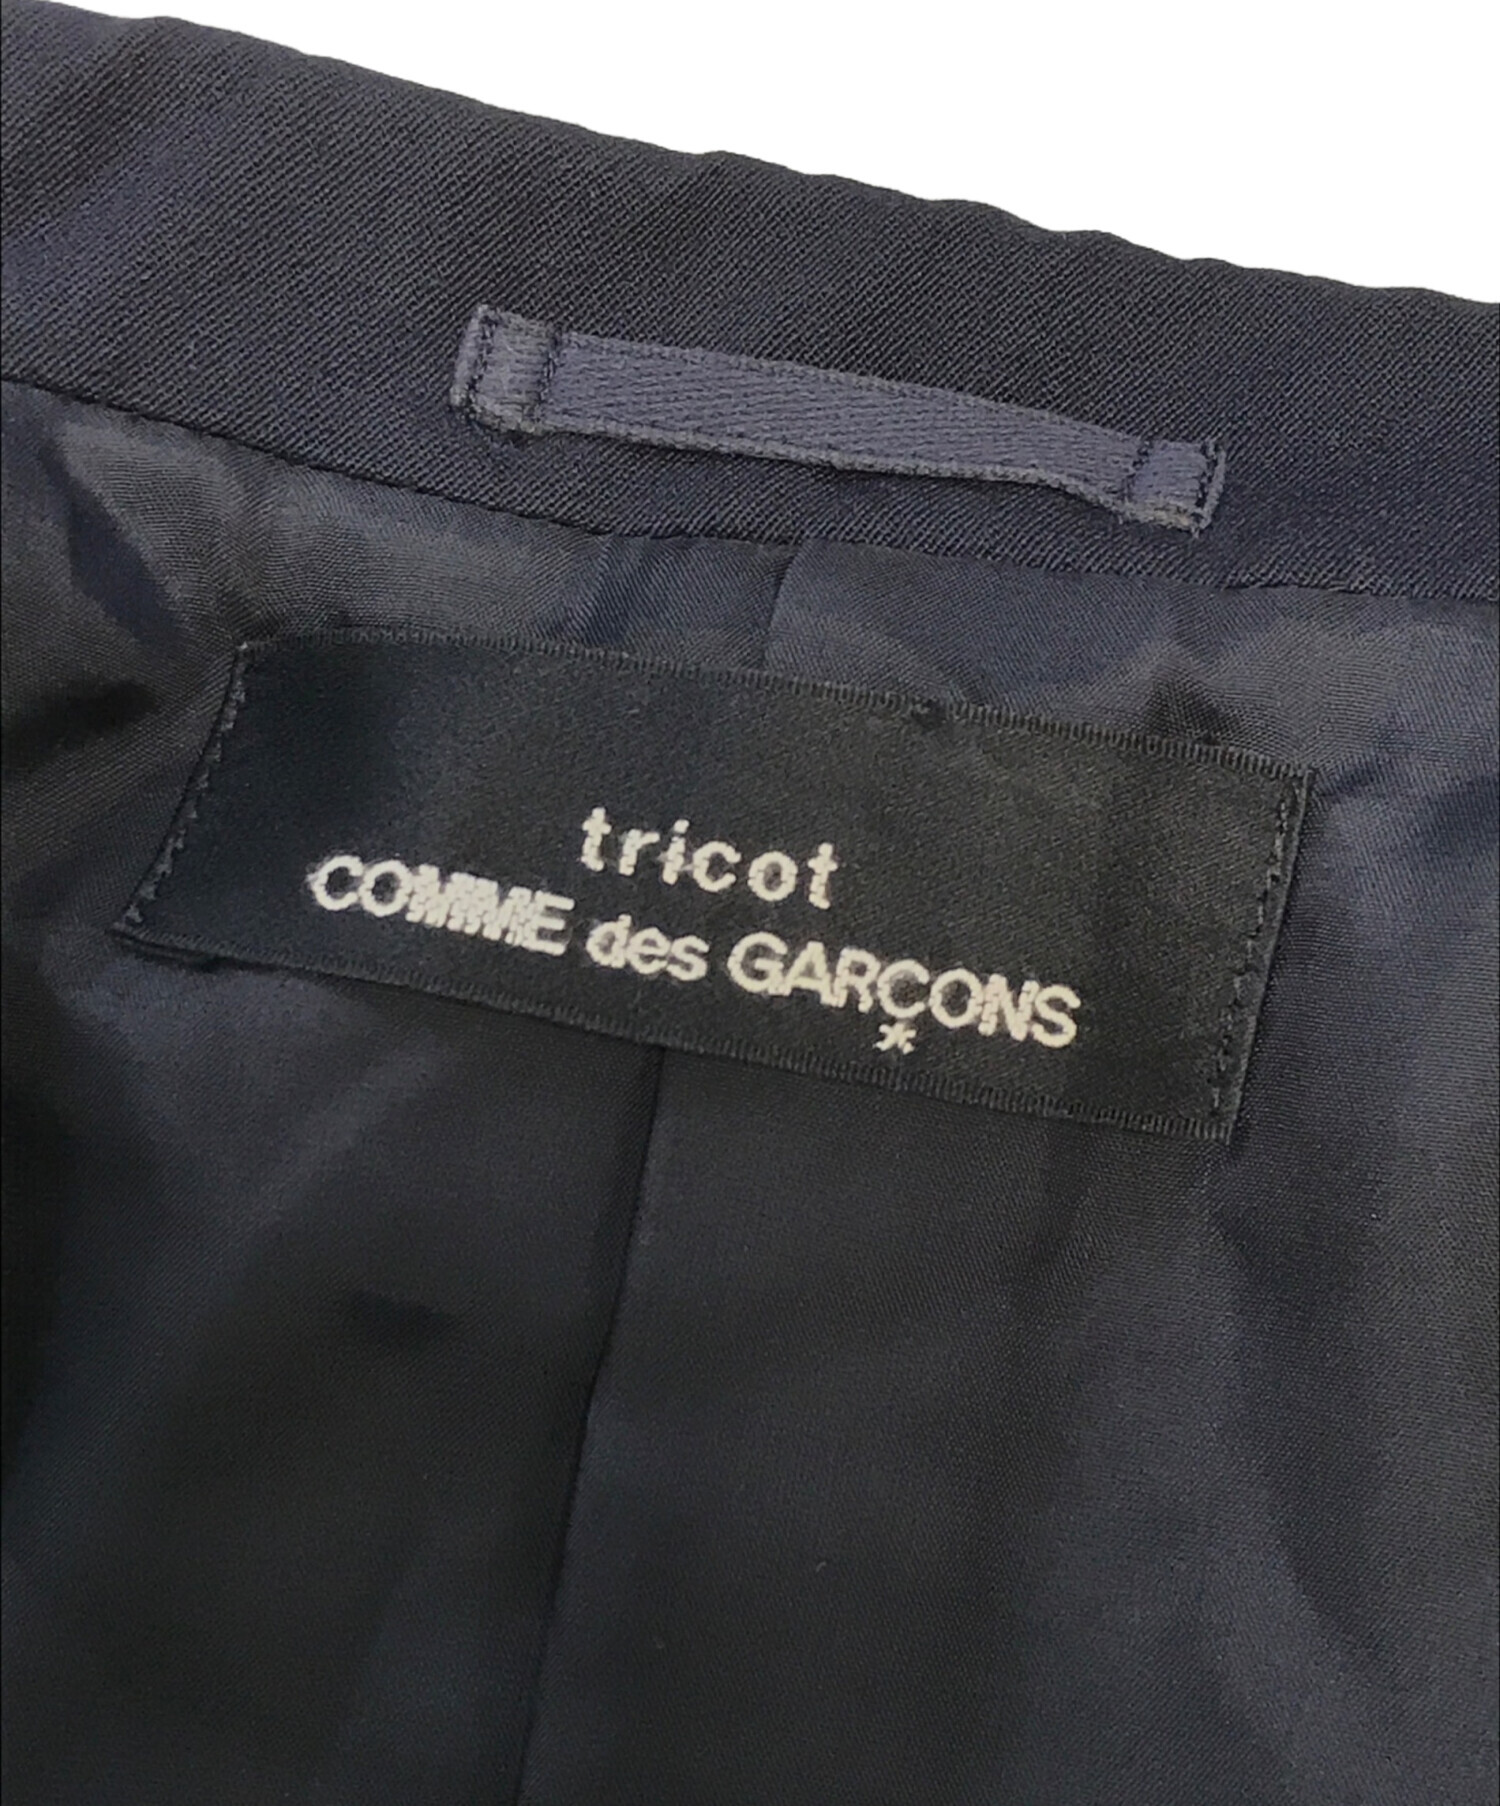 tricot
COMME des GARÇONS
*